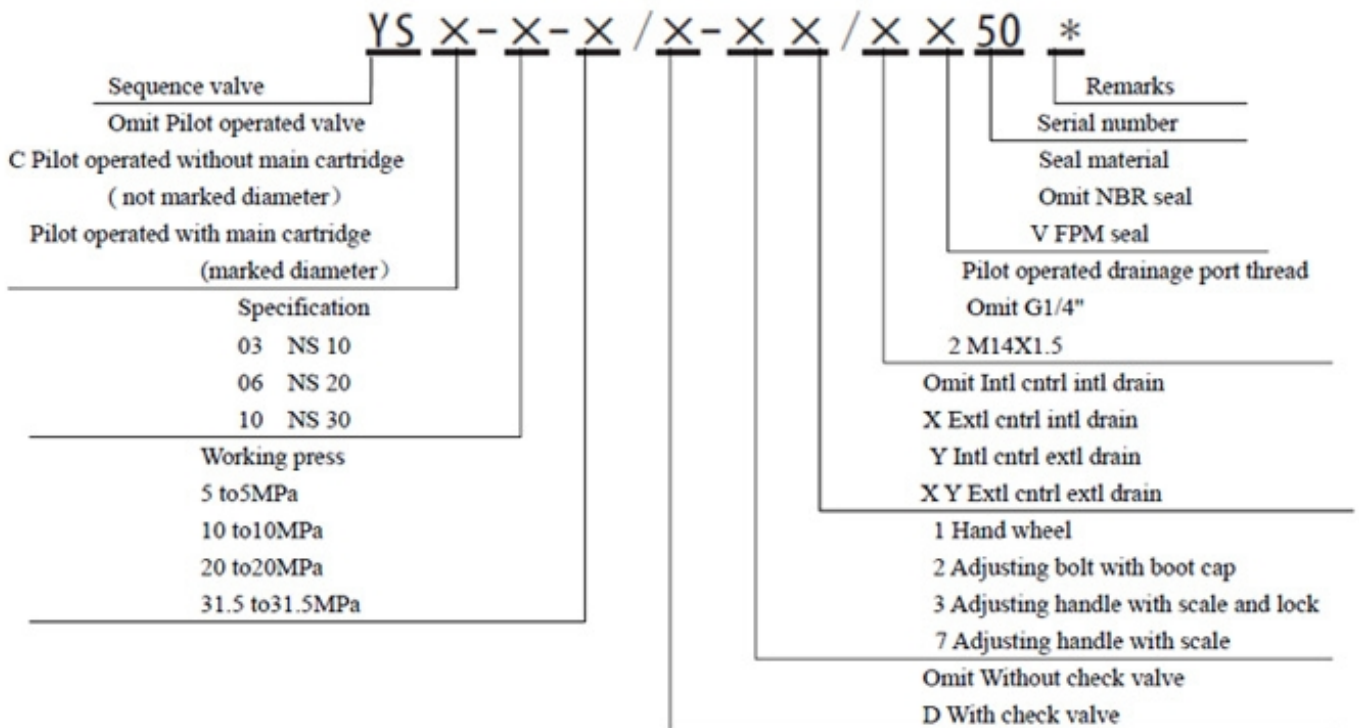 YS ×-×-×/×-××/××50 *
Sequence valve
Omit Pilot operated valve
C Pilot operated without main cartridge
( not marked diameter）
Pilot operated with main cartridge
(marked diameter）
Specification
03 NS 10
06 NS 20
10 NS 30
Working press
5 to5MPa
10 to10MPa
20 to20MPa
31.5 to31.5MPa
Remarks
Serial number
Seal material
Omit NBR seal
V FPM seal
Pilot operated drainage port thread
Omit G1/4"
2 M14X1.5
Omit Intl cntrl intl drain
X Extl cntrl intl drain
Y Intl cntrl extl drain
X Y Extl cntrl extl drain
1 Hand wheel
2 Adjusting bolt with boot cap
3 Adjusting handle with scale and lock
7 Adjusting handle with scale
Omit Without check valve
D With check valve